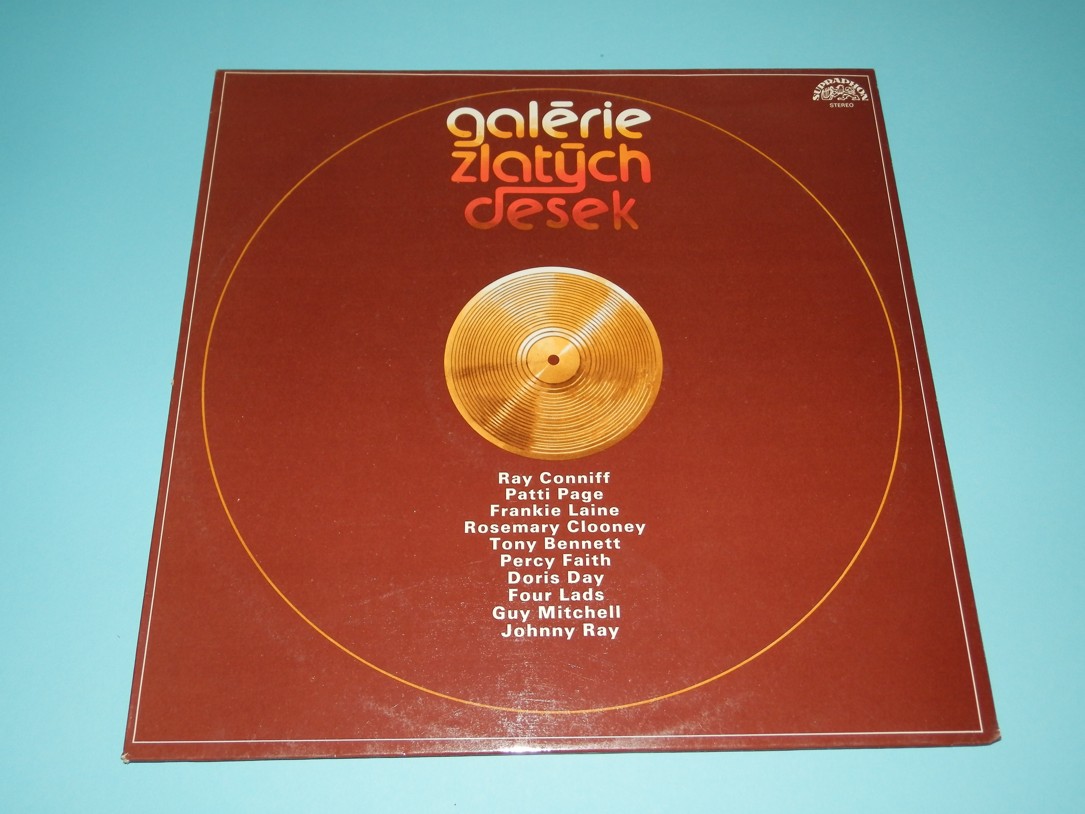 galérie
zlatých
desek
SUPRAPHON
STEREO
Ray Conniff
Patti Page
Frankie Laine
Rosemary Clooney
Tony Bennett
Percy Faith
Doris Day
Four Lads
Guy Mitchell
Johnny Ray